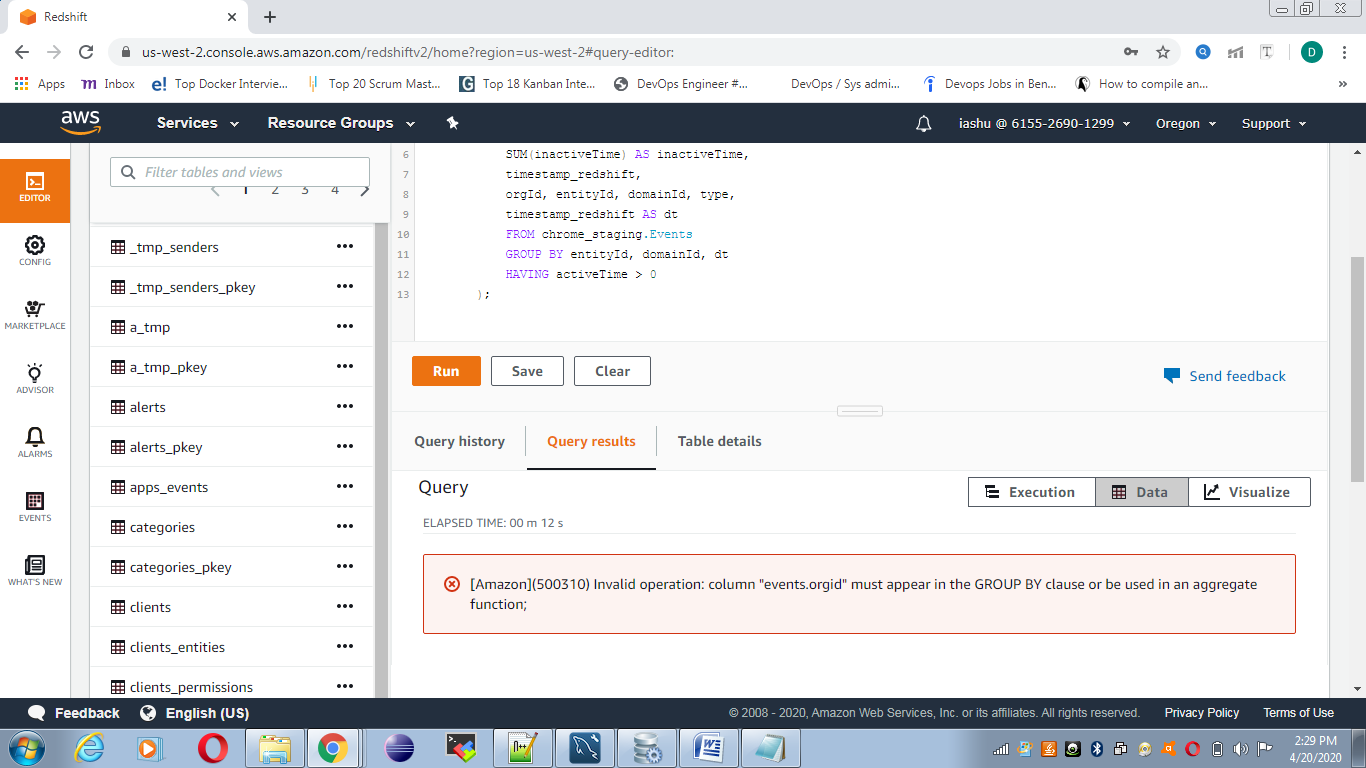 Redshift
us-west-2.console.aws.amazon.com/redshiftv2/home?region=us-west-2#query-editor:
D
Apps
Inbox
Top Docker Intervie...
Top 20 Scrum Mast...
Top 18 Kanban Inte...
DevOps Engineer #...
DevOps / Sys admi...
Devops Jobs in Ben...
How to compile an...
aws
Services
Resource Groups
iashu @ 6155-2690-1299
Oregon
Support
EDITOR
CONFIG
MARKETPLACE
ADVISOR
ALARMS
EVENTS
WHAT'S NEW
Filter tables and views
1 2 3 4
_tmp_senders
_tmp_senders_pkey
a_tmp
a_tmp_pkey
alerts
alerts_pkey
apps_events
categories
categories_pkey
clients
clients_entities
clients_permissions
6 SUM(inactiveTime) AS inactiveTime,
7 timestamp_redshift,
8 orgId, entityId, domainId, type,
9 timestamp_redshift AS dt
10 FROM chrome_staging.Events
11 GROUP BY entityId, domainId, dt
12 HAVING activeTime > 0
13 );
Run
Save
Clear
Send feedback
Query history
Query results
Table details
Query
Execution
Data
Visualize
ELAPSED TIME: 00 m 12 s
[Amazon](500310) Invalid operation: column "events.orgid" must appear in the GROUP BY clause or be used in an aggregate
function;
Feedback
English (US)
© 2008 - 2020, Amazon Web Services, Inc. or its affiliates. All rights reserved.
Privacy Policy
Terms of Use
2:29 PM
4/20/2020